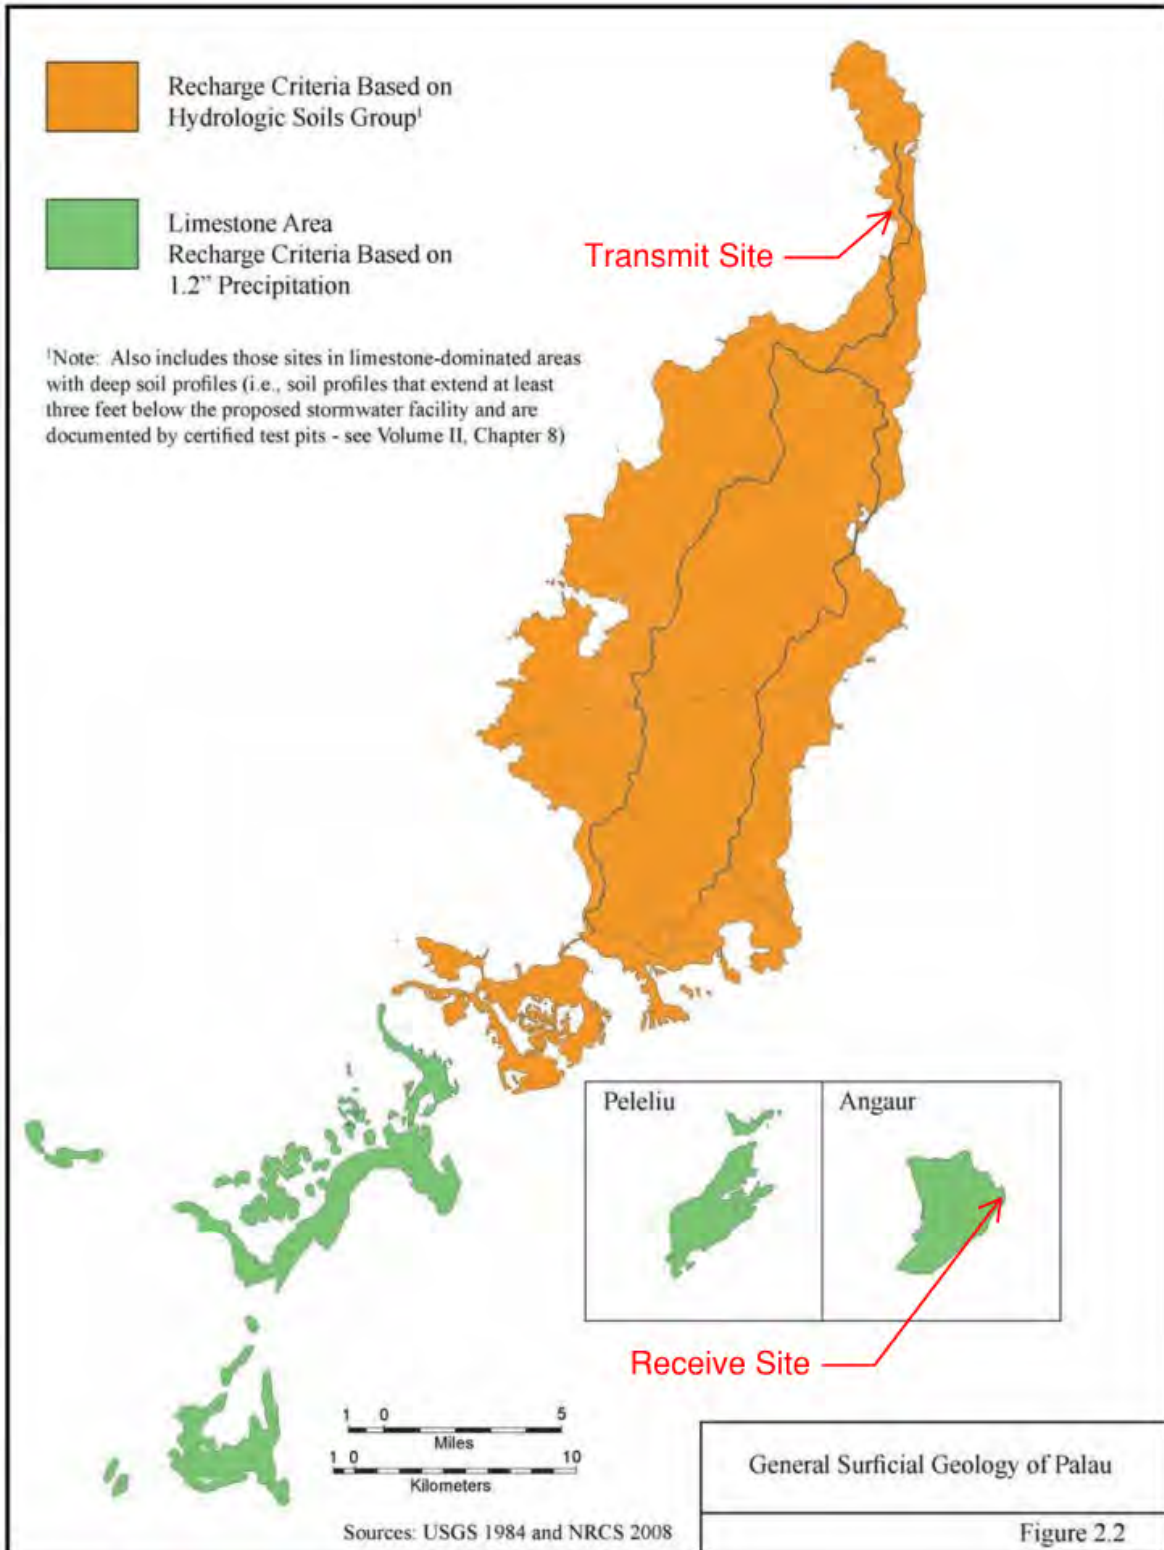 Recharge Criteria Based on
Hydrologic Soils Group¹
Limestone Area
Recharge Criteria Based on
1.2” Precipitation
¹Note: Also includes those sites in limestone-dominated areas
with deep soil profiles (i.e., soil profiles that extend at least
three feet below the proposed stormwater facility and are
documented by certified test pits - see Volume II, Chapter 8)
Transmit Site
Peleliu
Angaur
Receive Site
1 0 5
Miles
1 0 10
Kilometers
Sources: USGS 1984 and NRCS 2008
General Surficial Geology of Palau
Figure 2.2